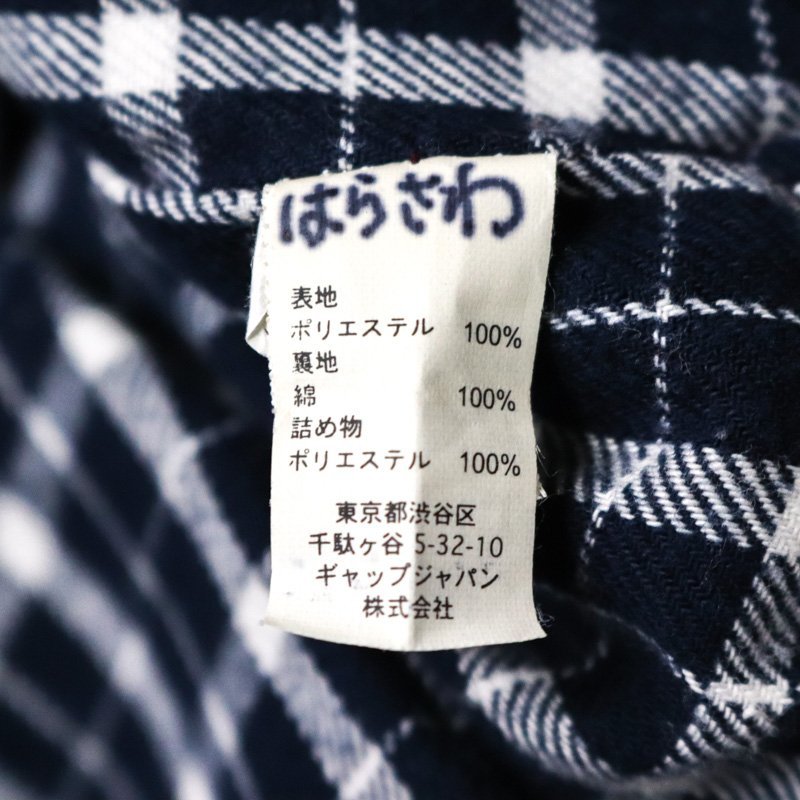 はらざわ
表地
ポリエステル 100%
裏地
綿 100%
詰め物
ポリエステル 100%
東京都渋谷区
千駄ヶ谷 5-32-10
ギャップジャパン
株式会社